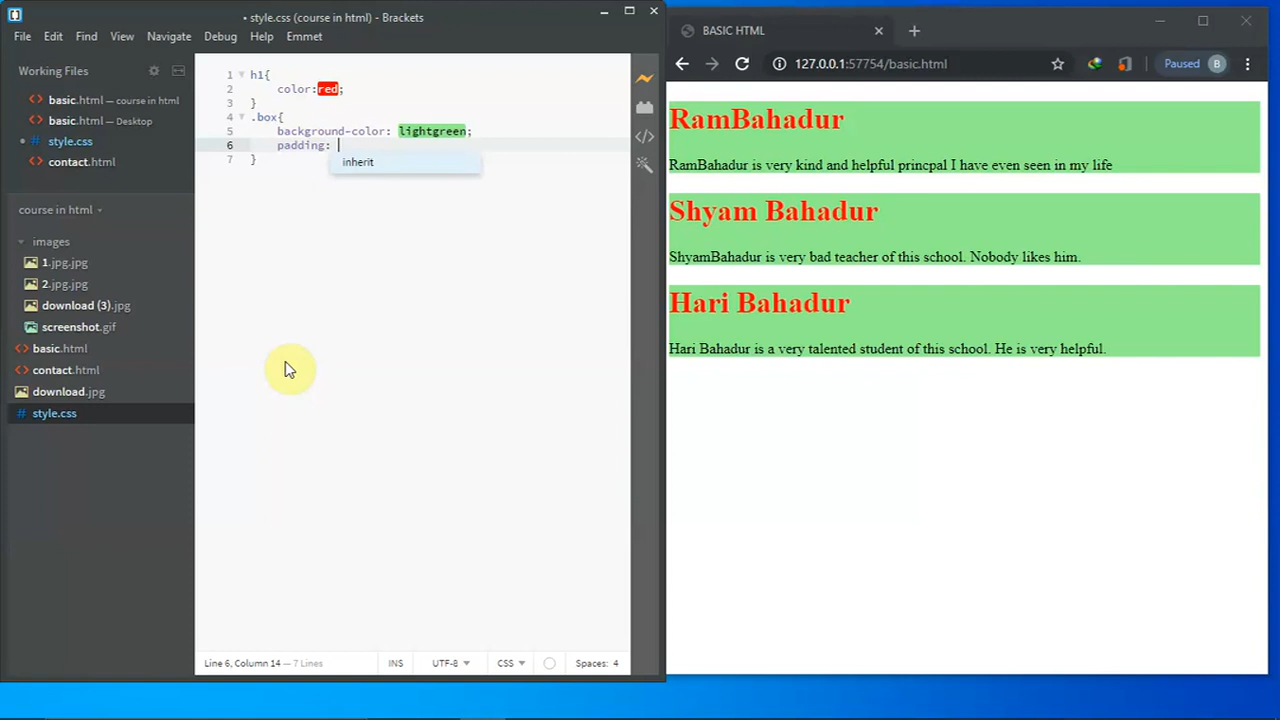 • style.css (course in html) - Brackets
File Edit Find View Navigate Debug Help Emmet
Working Files
basic.html — course in html
basic.html — Desktop
• # style.css
contact.html
course in html
images
1.jpg.jpg
2.jpg.jpg
download (3).jpg
screenshot.gif
basic.html
contact.html
download.jpg
# style.css
1 h1{
2 color:red;
3 }
4 .box{
5 background-color: lightgreen;
6 padding:
7 }
inherit
Line 6, Column 14 — 7 Lines INS UTF-8 CSS Spaces: 4
BASIC HTML
127.0.0.1:57754/basic.html Paused B
RamBahadur
RamBahadur is very kind and helpful princpal I have even seen in my life
Shyam Bahadur
ShyamBahadur is very bad teacher of this school. Nobody likes him.
Hari Bahadur
Hari Bahadur is a very talented student of this school. He is very helpful.